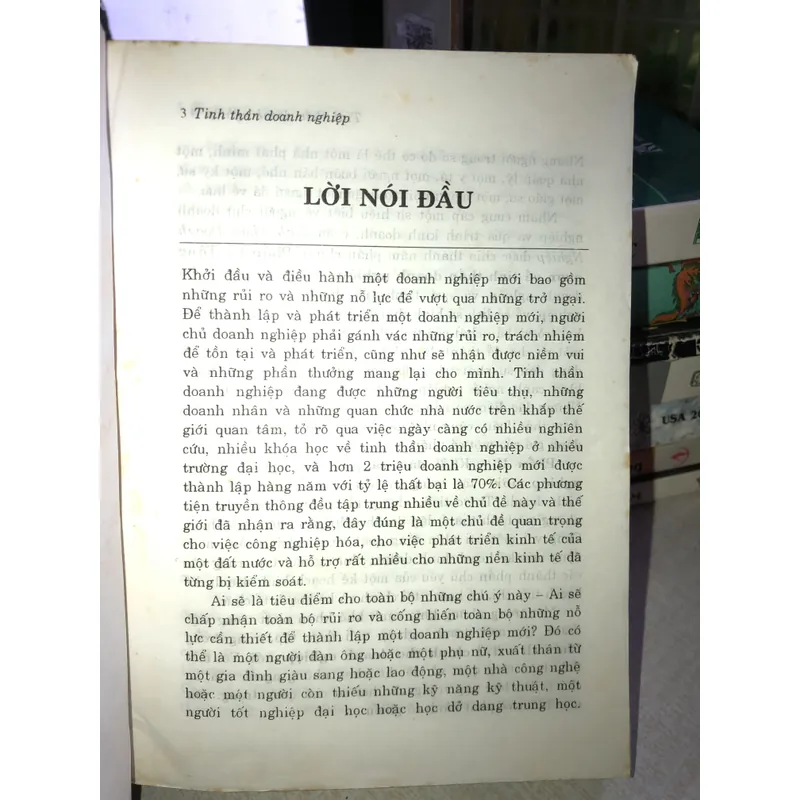 3 Tinh thần doanh nghiệp
LỜI NÓI ĐẦU
Khởi đầu và điều hành một doanh nghiệp mới bao gồm
những rủi ro và những nỗ lực để vượt qua những trở ngại.
Để thành lập và phát triển một doanh nghiệp mới, người
chủ doanh nghiệp phải gánh vác những rủi ro, trách nhiệm
để tồn tại và phát triển, cũng như sẽ nhận được niềm vui
và những phần thưởng mang lại cho mình. Tinh thần
doanh nghiệp đang được những người tiêu thụ, những
doanh nhân và những quan chức nhà nước trên khắp thế
giới quan tâm, tỏ rõ qua việc ngày càng có nhiều nghiên
cứu, nhiều khóa học về tinh thần doanh nghiệp ở nhiều
trường đại học, và hơn 2 triệu doanh nghiệp mới được
thành lập hàng năm với tỷ lệ thất bại là 70%. Các phương
tiện truyền thông đều tập trung nhiều về chủ đề này và thế
giới đã nhận ra rằng, đây đúng là một chủ đề quan trọng
cho việc công nghiệp hóa, cho việc phát triển kinh tế của
một đất nước và hỗ trợ rất nhiều cho những nền kinh tế đã
từng bị kiểm soát.
Ai sẽ là tiêu điểm cho toàn bộ những chú ý này – Ai sẽ
chấp nhận toàn bộ rủi ro và cống hiến toàn bộ những nỗ
lực cần thiết để thành lập một doanh nghiệp mới? Đó có
thể là một người đàn ông hoặc một phụ nữ, xuất thân từ
một gia đình giàu sang hoặc lao động, một nhà công nghệ
hoặc một người còn thiếu những kỹ năng kỹ thuật, một
người tốt nghiệp đại học hoặc học dở dang trung học.
USA 20